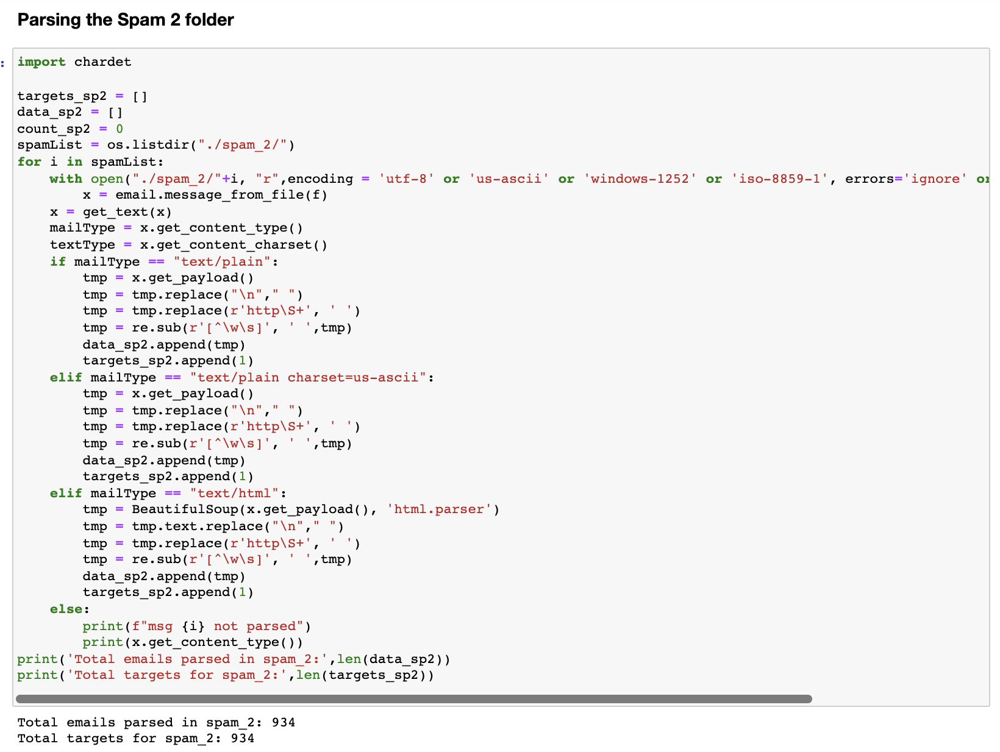 Parsing the Spam 2 folder
:
import chardet
targets_sp2 = []
data_sp2 = []
count_sp2 = 0
spamList = os.listdir("./spam_2/")
for i in spamList:
    with open("./spam_2/"+i, "r",encoding = 'utf-8' or 'us-ascii' or 'windows-1252' or 'iso-8859-1', errors='ignore' or
        x = email.message_from_file(f)
    x = get_text(x)
    mailType = x.get_content_type()
    textType = x.get_content_charset()
    if mailType == "text/plain":
        tmp = x.get_payload()
        tmp = tmp.replace("\n"," ")
        tmp = tmp.replace(r'http\S+', ' ')
        tmp = re.sub(r'[^\w\s]', ' ',tmp)
        data_sp2.append(tmp)
        targets_sp2.append(1)
    elif mailType == "text/plain charset=us-ascii":
        tmp = x.get_payload()
        tmp = tmp.replace("\n"," ")
        tmp = tmp.replace(r'http\S+', ' ')
        tmp = re.sub(r'[^\w\s]', ' ',tmp)
        data_sp2.append(tmp)
        targets_sp2.append(1)
    elif mailType == "text/html":
        tmp = BeautifulSoup(x.get_payload(), 'html.parser')
        tmp = tmp.text.replace("\n"," ")
        tmp = tmp.replace(r'http\S+', ' ')
        tmp = re.sub(r'[^\w\s]', ' ',tmp)
        data_sp2.append(tmp)
        targets_sp2.append(1)
    else:
        print(f"msg {i} not parsed")
        print(x.get_content_type())
print('Total emails parsed in spam_2:',len(data_sp2))
print('Total targets for spam_2:',len(targets_sp2))
Total emails parsed in spam_2: 934
Total targets for spam_2: 934